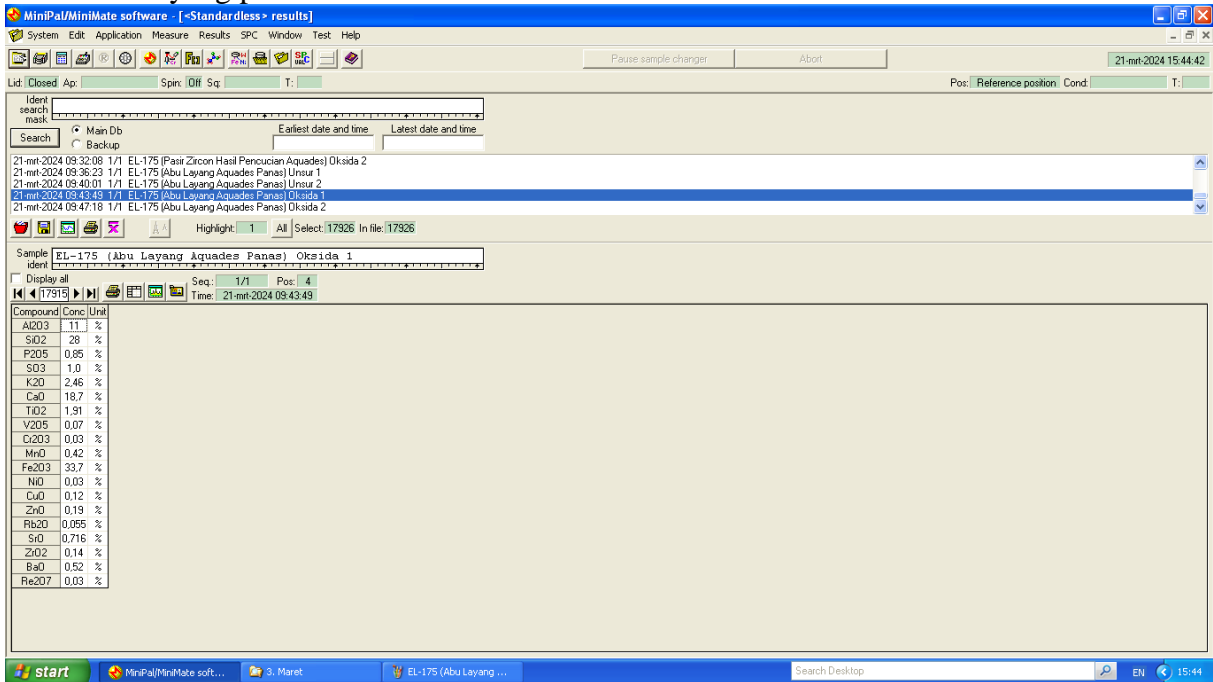 MiniPal/MiniMate software - [<Standardless> results]
System Edit Application Measure Results SPC Window Test Help
Pause sample changer Abort 21-mrt-2024 15:44:42
Lid: Closed Ap: Spin: Off Sq: T: Pos: Reference position Cond: T:
Ident search mask
Search Main Db Backup Earliest date and time Latest date and time
21-mrt-2024 09:32:08 1/1 EL-175 (Pasir Zircon Hasil Pencucian Aquades) Oksida 2
21-mrt-2024 09:36:23 1/1 EL-175 (Abu Layang Aquades Panas) Unsur 1
21-mrt-2024 09:40:01 1/1 EL-175 (Abu Layang Aquades Panas) Unsur 2
21-mrt-2024 09:43:49 1/1 EL-175 (Abu Layang Aquades Panas) Oksida 1
21-mrt-2024 09:47:18 1/1 EL-175 (Abu Layang Aquades Panas) Oksida 2
Highlight: 1 All Select: 17926 In file: 17926
Sample ident EL-175 (Abu Layang Aquades Panas) Oksida 1
Display all Seq.: 1/1 Pos: 4
17915 Time: 21-mrt-2024 09:43:49
Compound Conc Unit
Al2O3 11 %
SiO2 28 %
P2O5 0,85 %
SO3 1,0 %
K2O 2,46 %
CaO 18,7 %
TiO2 1,91 %
V2O5 0,07 %
Cr2O3 0,03 %
MnO 0,42 %
Fe2O3 33,7 %
NiO 0,03 %
CuO 0,12 %
ZnO 0,19 %
Rb2O 0,055 %
SrO 0,716 %
ZrO2 0,14 %
BaO 0,52 %
Re2O7 0,03 %
start MiniPal/MiniMate soft... 3. Maret EL-175 (Abu Layang ... Search Desktop EN 15:44